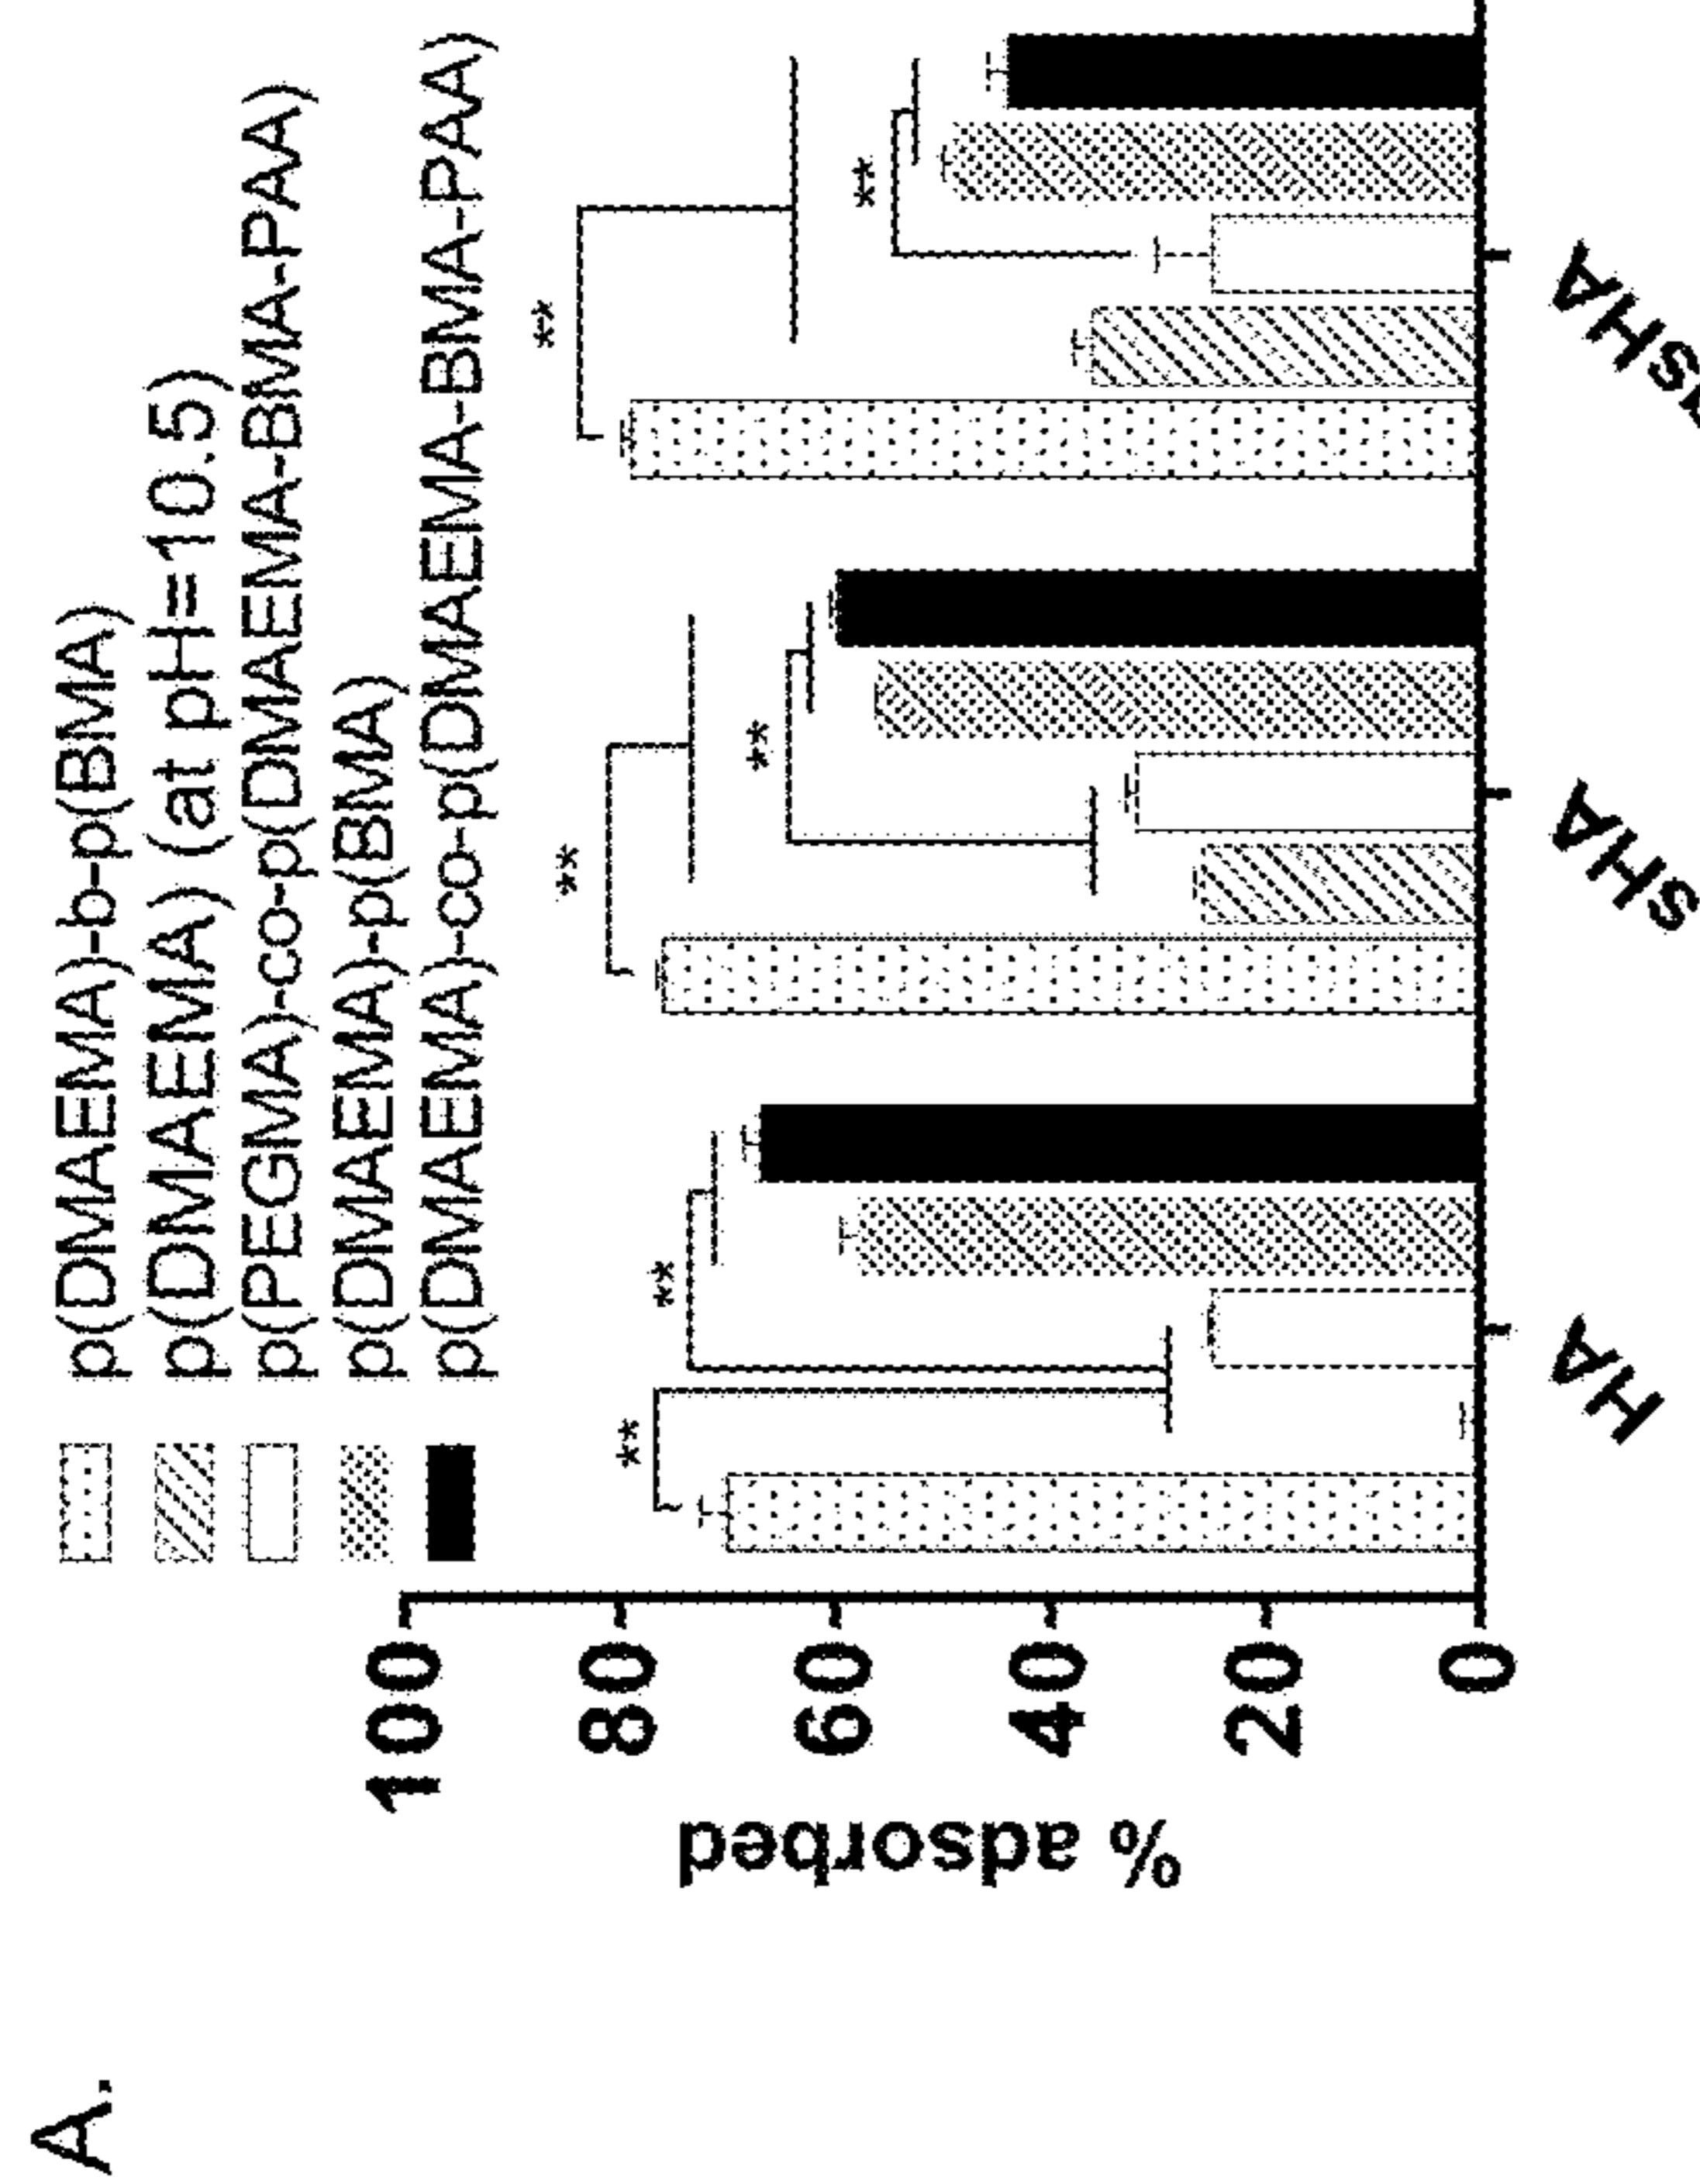 A.
p(DMAEMA)-b-p(BMA)
p(DMAEMA) (at pH=10.5)
p(PEGMA)-co-p(DMAEMA-BMA-PAA)
p(DMAEMA)-p(BMA)
p(DMAEMA)-co-p(DMAEMA-BMA-PAA)
% adsorbed
100
80
60
40
20
0
**
**
**
**
**
**
HA
sHA